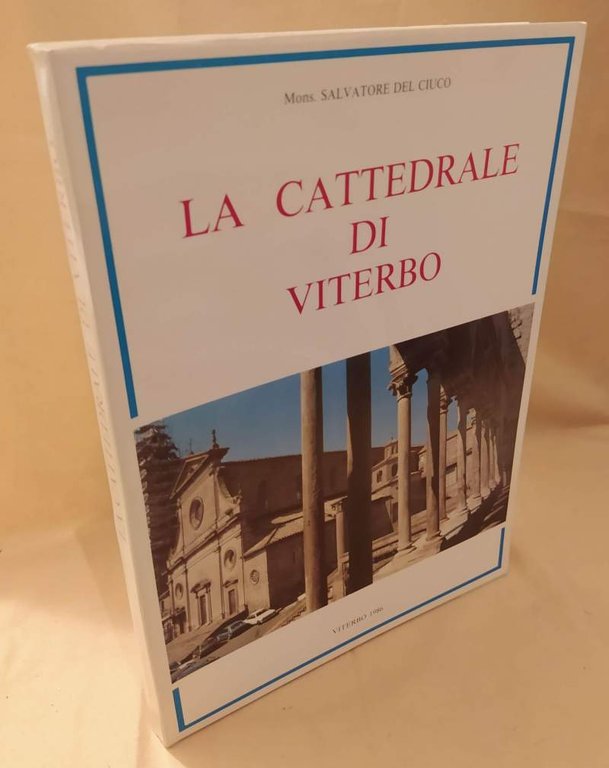 Mons. SALVATORE DEL CIUCO
LA CATTEDRALE
DI
VITERBO
VITERBO 1986